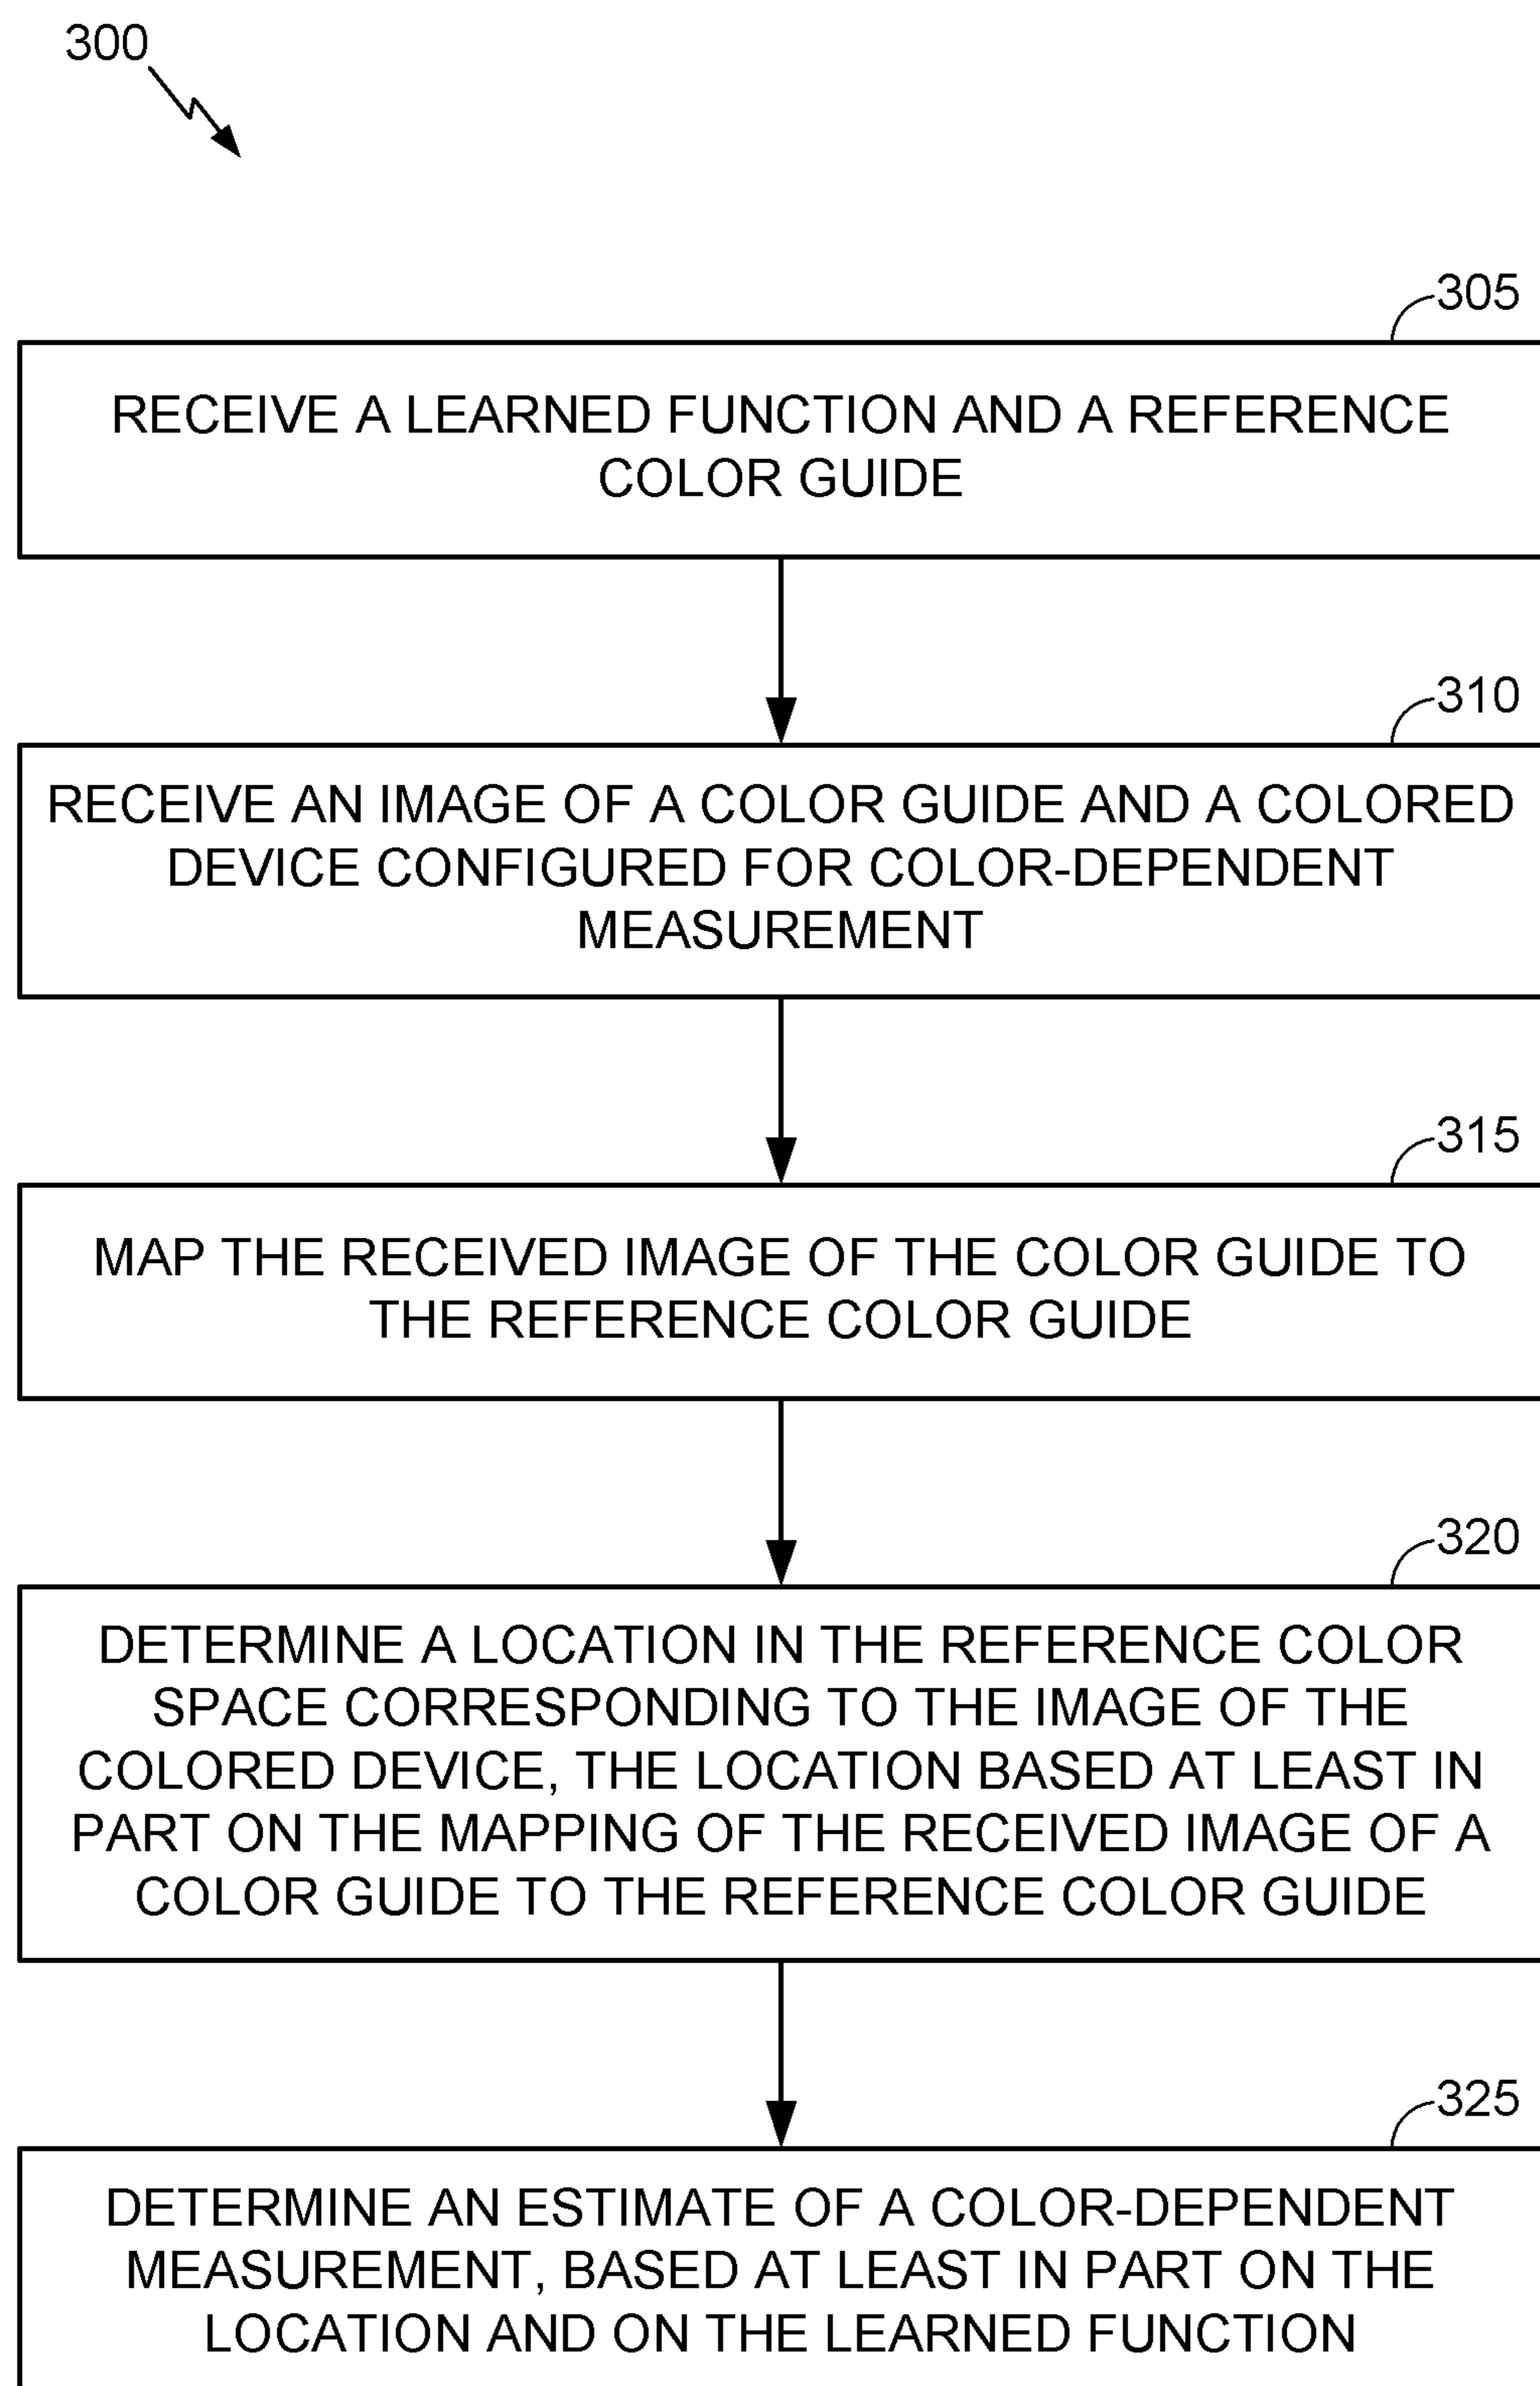 300
305
RECEIVE A LEARNED FUNCTION AND A REFERENCE
COLOR GUIDE
310
RECEIVE AN IMAGE OF A COLOR GUIDE AND A COLORED
DEVICE CONFIGURED FOR COLOR-DEPENDENT
MEASUREMENT
315
MAP THE RECEIVED IMAGE OF THE COLOR GUIDE TO
THE REFERENCE COLOR GUIDE
320
DETERMINE A LOCATION IN THE REFERENCE COLOR
SPACE CORRESPONDING TO THE IMAGE OF THE
COLORED DEVICE, THE LOCATION BASED AT LEAST IN
PART ON THE MAPPING OF THE RECEIVED IMAGE OF A
COLOR GUIDE TO THE REFERENCE COLOR GUIDE
325
DETERMINE AN ESTIMATE OF A COLOR-DEPENDENT
MEASUREMENT, BASED AT LEAST IN PART ON THE
LOCATION AND ON THE LEARNED FUNCTION